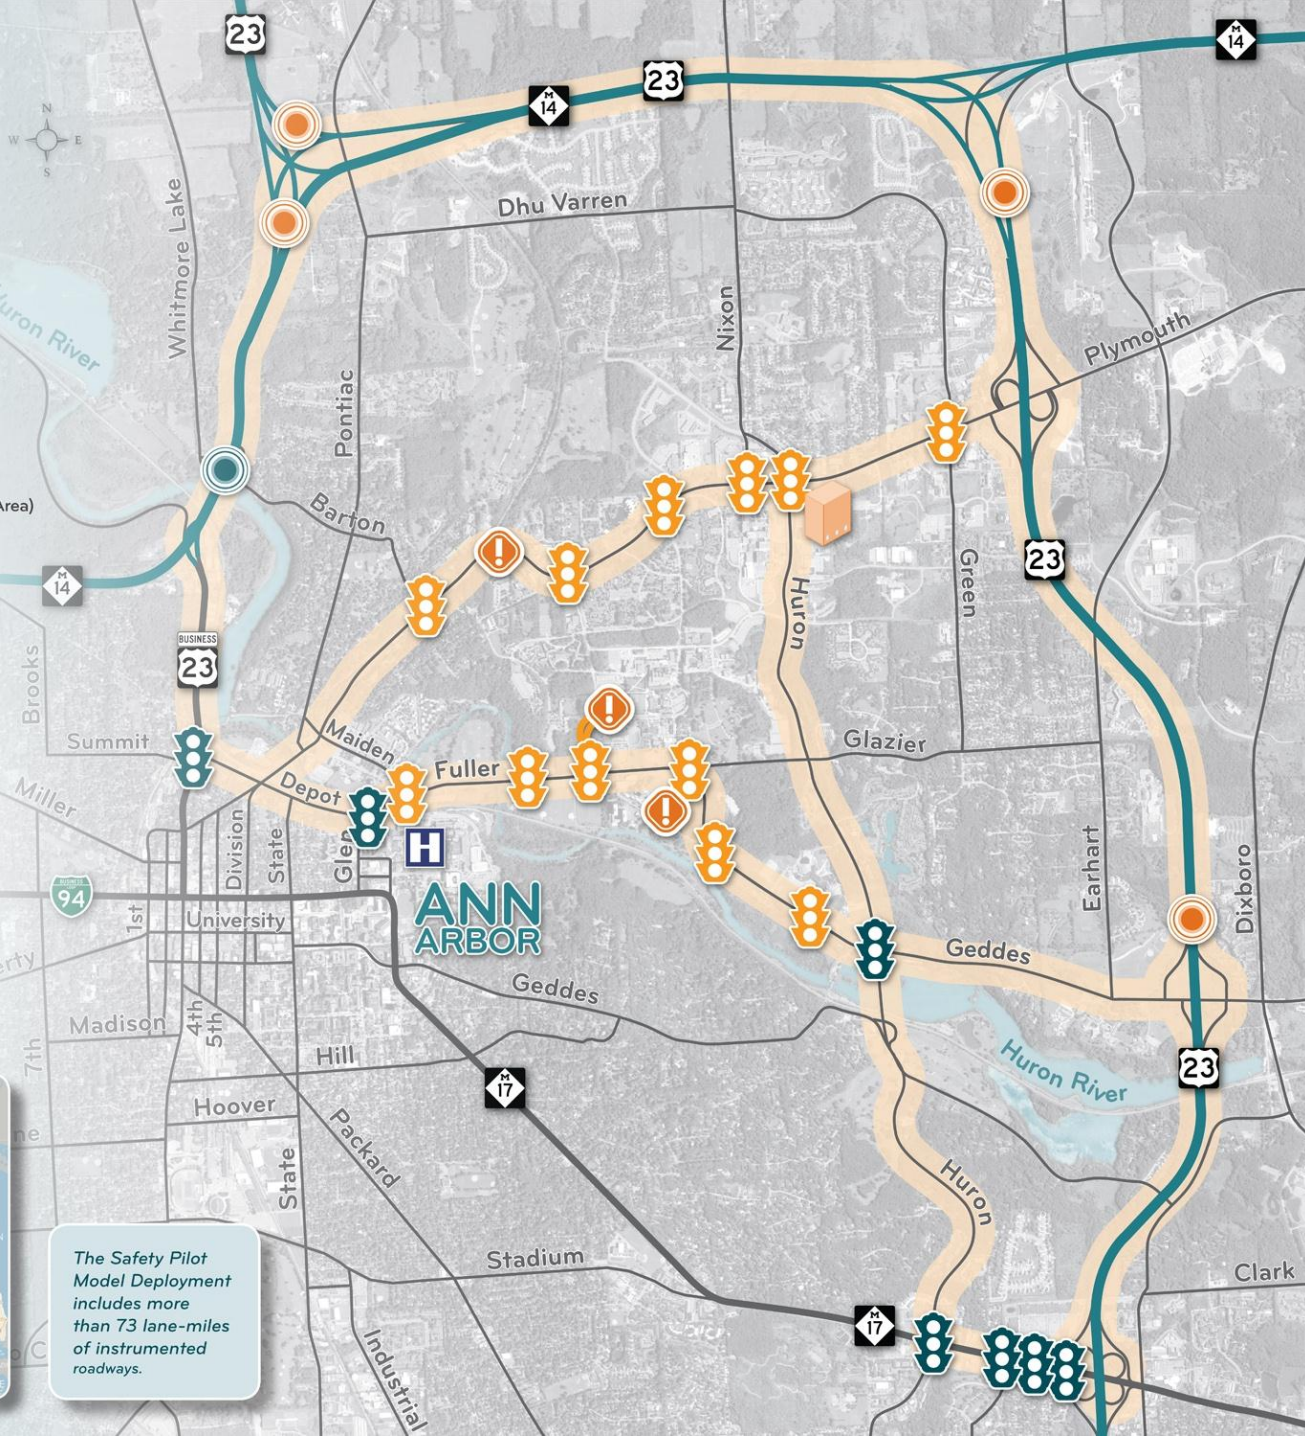 23
M
14
23
M
14
N
W
E
S
Dhu Varren
Whitmore Lake
Huron River
Nixon
Plymouth
Pontiac
Barton
Area)
23
M
14
Green
Huron
BUSINESS
23
Brooks
Summit
Maiden
Glazier
Fuller
Miller
Depot
Division
State
Glen
H
Earhart
Dixboro
BUSINESS
94
ANN
ARBOR
1st
University
Geddes
Geddes
Madison
4th
5th
7th
Hill
Huron River
23
M
17
Hoover
Packard
State
Huron
Stadium
Clark
M
17
Industrial
The Safety Pilot
Model Deployment
includes more
than 73 lane-miles
of instrumented
roadways.